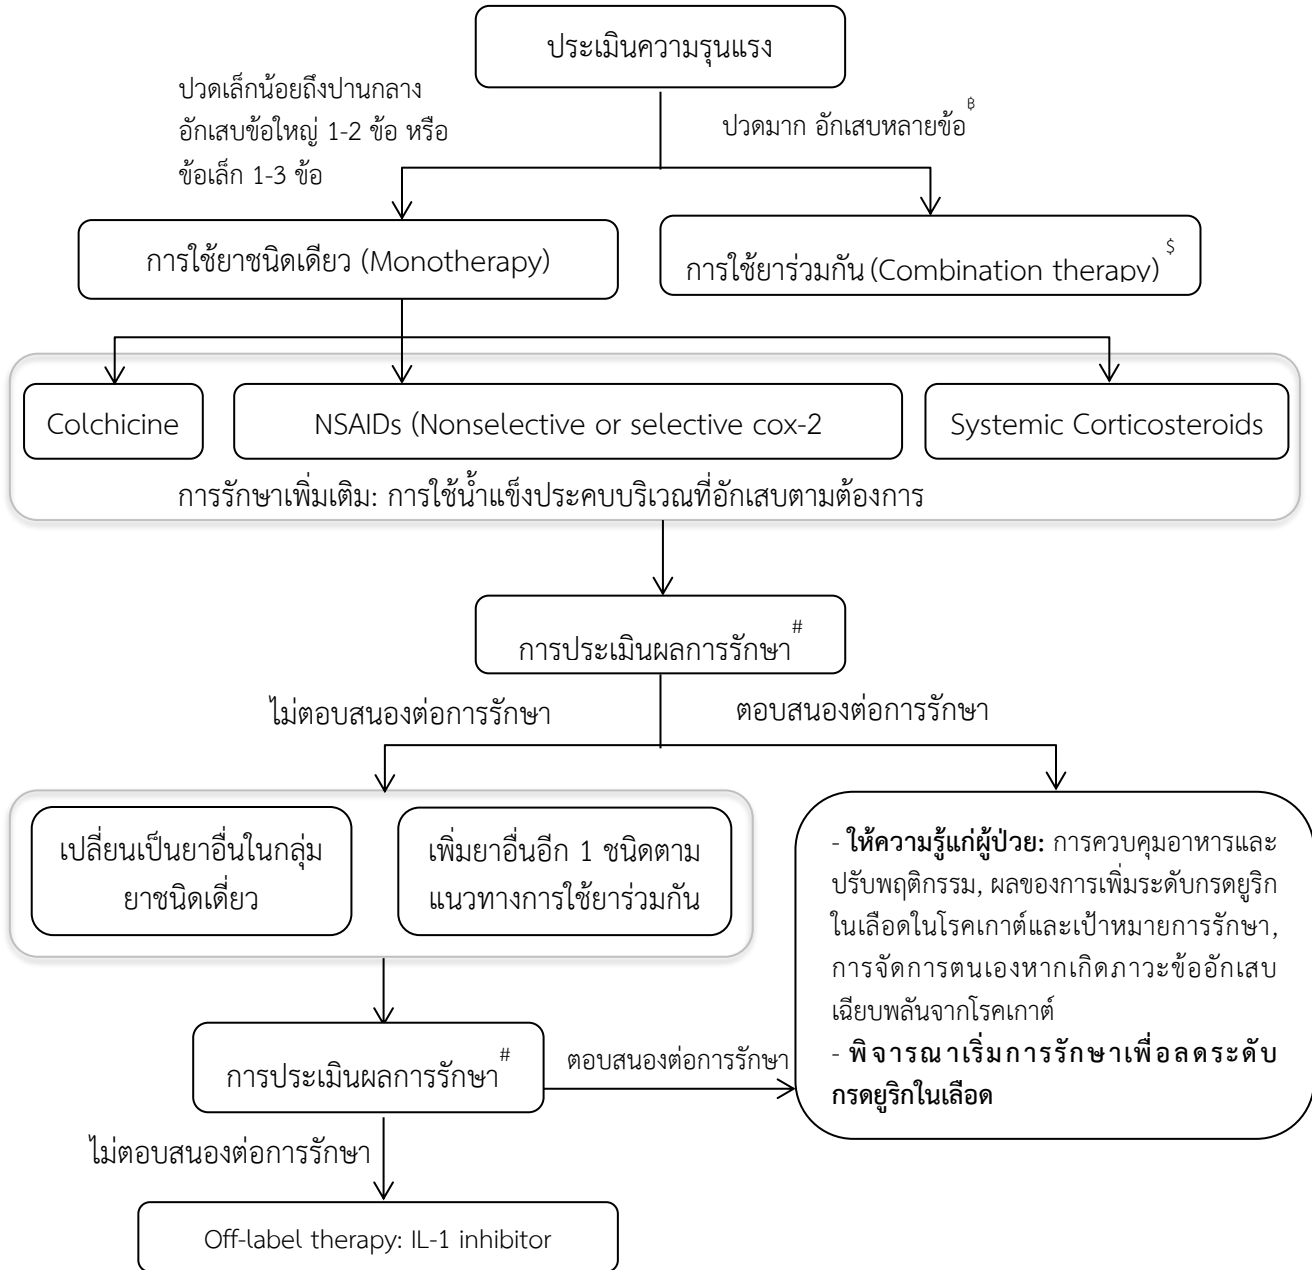 ประเมินความรุนแรง
ปวดเล็กน้อยถึงปานกลาง
อักเสบข้อใหญ่ 1-2 ข้อ หรือ
ข้อเล็ก 1-3 ข้อ
ปวดมาก อักเสบหลายข้อ฿
การใช้ยาชนิดเดียว (Monotherapy)
การใช้ยาร่วมกัน (Combination therapy)$
Colchicine
NSAIDs (Nonselective or selective cox-2
Systemic Corticosteroids
การรักษาเพิ่มเติม: การใช้น้ำแข็งประคบบริเวณที่อักเสบตามต้องการ
การประเมินผลการรักษา#
ไม่ตอบสนองต่อการรักษา
ตอบสนองต่อการรักษา
เปลี่ยนเป็นยาอื่นในกลุ่ม
ยาชนิดเดี่ยว
เพิ่มยาอื่นอีก 1 ชนิดตาม
แนวทางการใช้ยาร่วมกัน
- ให้ความรู้แก่ผู้ป่วย: การควบคุมอาหารและ
ปรับพฤติกรรม, ผลของการเพิ่มระดับกรดยูริก
ในเลือดในโรคเกาต์และเป้าหมายการรักษา,
การจัดการตนเองหากเกิดภาวะข้ออักเสบ
เฉียบพลันจากโรคเกาต์
- พิจารณาเริ่มการรักษาเพื่อลดระดับ
กรดยูริกในเลือด
การประเมินผลการรักษา#
ตอบสนองต่อการรักษา
ไม่ตอบสนองต่อการรักษา
Off-label therapy: IL-1 inhibitor